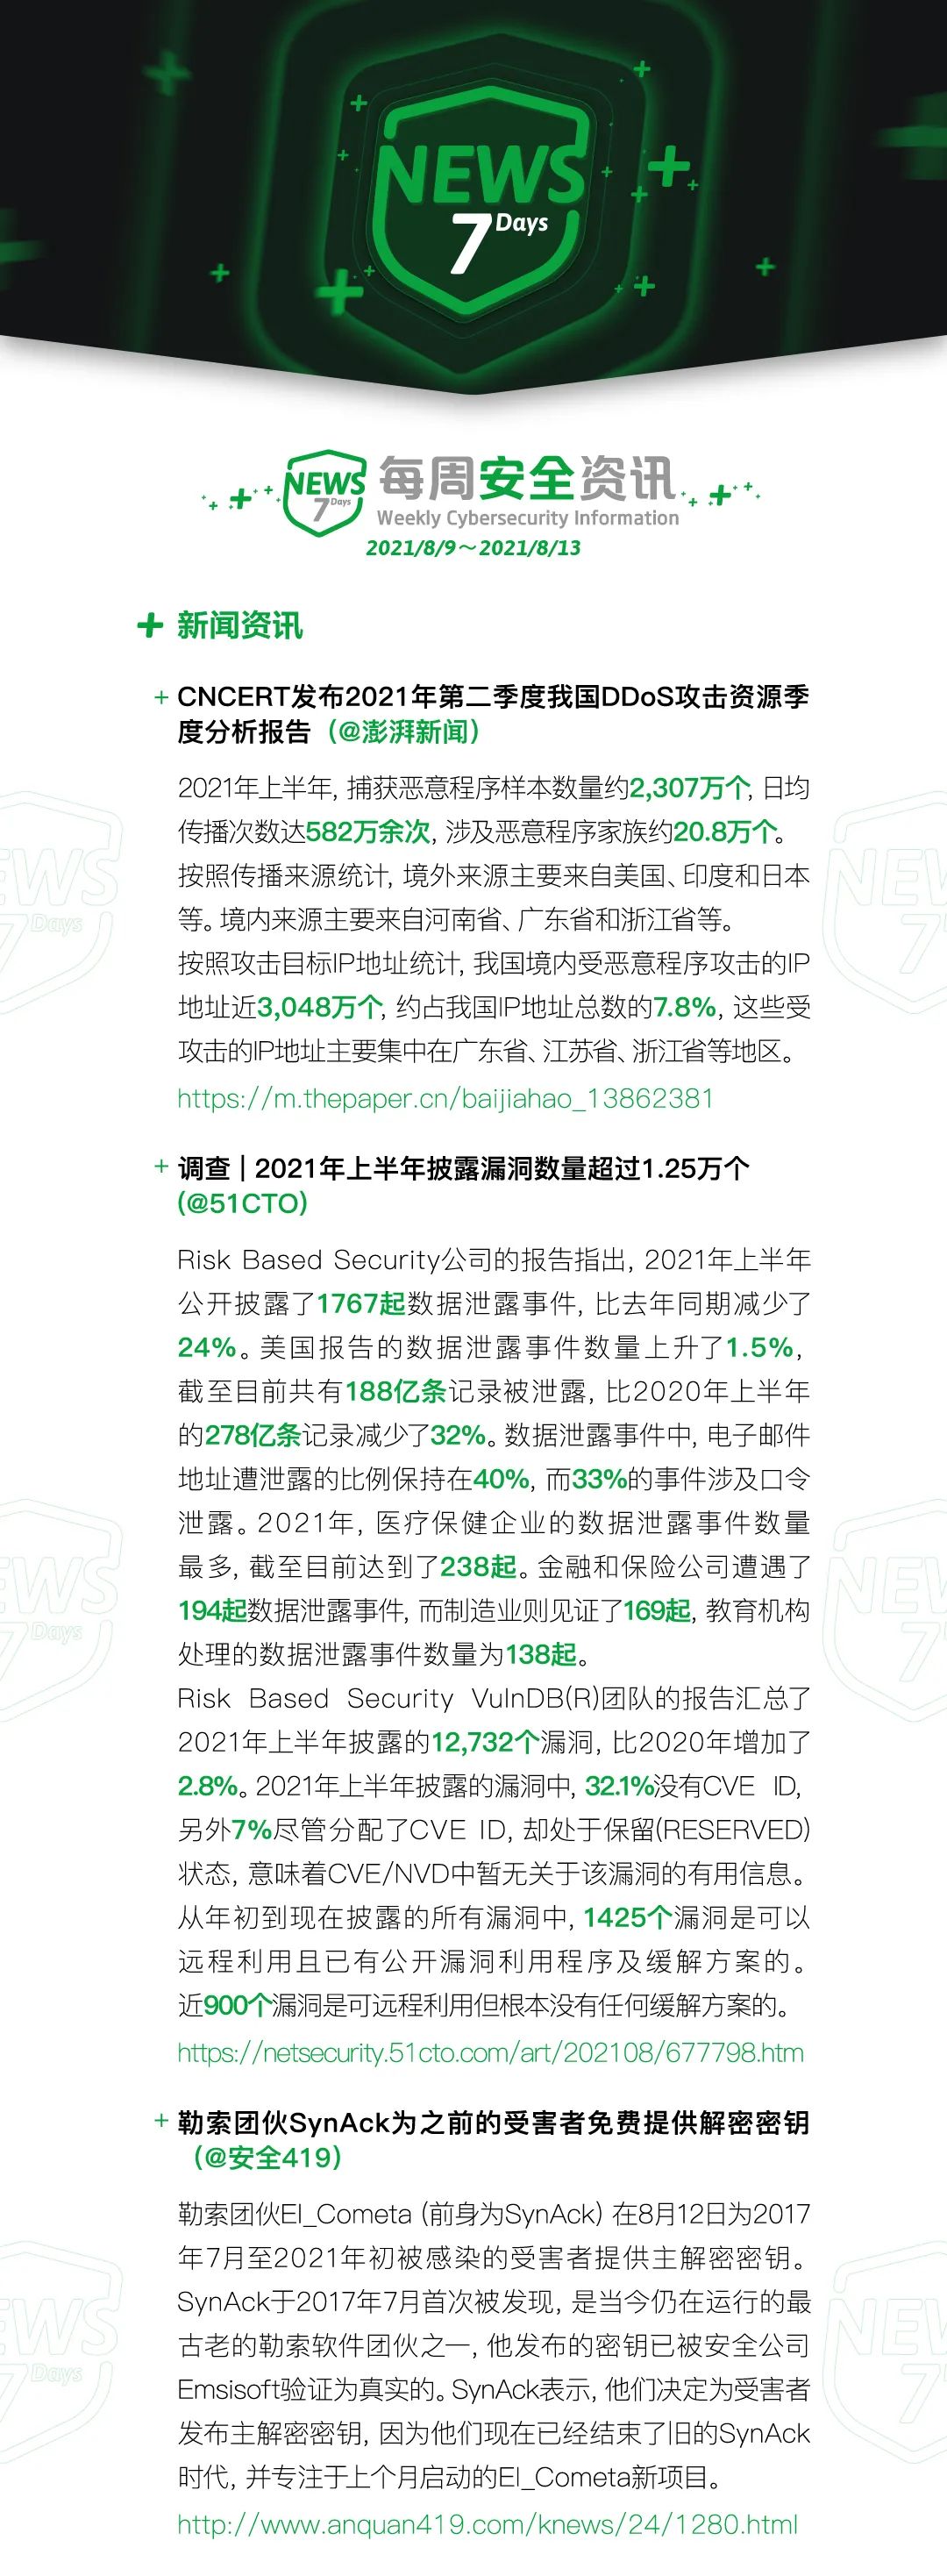 NEWS
7 Days
NEWS
7 Days
每周安全资讯
Weekly Cybersecurity Information
2021/8/9～2021/8/13
新闻资讯
CNCERT发布2021年第二季度我国DDoS攻击资源季
度分析报告（@澎湃新闻）
2021年上半年, 捕获恶意程序样本数量约2,307万个, 日均
传播次数达582万余次, 涉及恶意程序家族约20.8万个。
按照传播来源统计, 境外来源主要来自美国、印度和日本
等。境内来源主要来自河南省、广东省和浙江省等。
按照攻击目标IP地址统计, 我国境内受恶意程序攻击的IP
地址近3,048万个, 约占我国IP地址总数的7.8%, 这些受
攻击的IP地址主要集中在广东省、江苏省、浙江省等地区。
https://m.thepaper.cn/baijiahao_13862381
调查 | 2021年上半年披露漏洞数量超过1.25万个
(@51CTO)
Risk Based Security公司的报告指出, 2021年上半年
公开披露了1767起数据泄露事件, 比去年同期减少了
24%。美国报告的数据泄露事件数量上升了1.5%,
截至目前共有188亿条记录被泄露, 比2020年上半年
的278亿条记录减少了32%。数据泄露事件中, 电子邮件
地址遭泄露的比例保持在40%, 而33%的事件涉及口令
泄露。2021年, 医疗保健企业的数据泄露事件数量
最多, 截至目前达到了238起。金融和保险公司遭遇了
194起数据泄露事件, 而制造业则见证了169起, 教育机构
处理的数据泄露事件数量为138起。
Risk Based Security VulnDB(R)团队的报告汇总了
2021年上半年披露的12,732个漏洞, 比2020年增加了
2.8%。2021年上半年披露的漏洞中, 32.1%没有CVE ID,
另外7%尽管分配了CVE ID, 却处于保留(RESERVED)
状态, 意味着CVE/NVD中暂无关于该漏洞的有用信息。
从年初到现在披露的所有漏洞中, 1425个漏洞是可以
远程利用且已有公开漏洞利用程序及缓解方案的。
近900个漏洞是可远程利用但根本没有任何缓解方案的。
https://netsecurity.51cto.com/art/202108/677798.htm
勒索团伙SynAck为之前的受害者免费提供解密密钥
（@安全419）
勒索团伙El_Cometa (前身为SynAck) 在8月12日为2017
年7月至2021年初被感染的受害者提供主解密密钥。
SynAck于2017年7月首次被发现, 是当今仍在运行的最
古老的勒索软件团伙之一, 他发布的密钥已被安全公司
Emsisoft验证为真实的。SynAck表示, 他们决定为受害者
发布主解密密钥, 因为他们现在已经结束了旧的SynAck
时代, 并专注于上个月启动的El_Cometa新项目。
http://www.anquan419.com/knews/24/1280.html